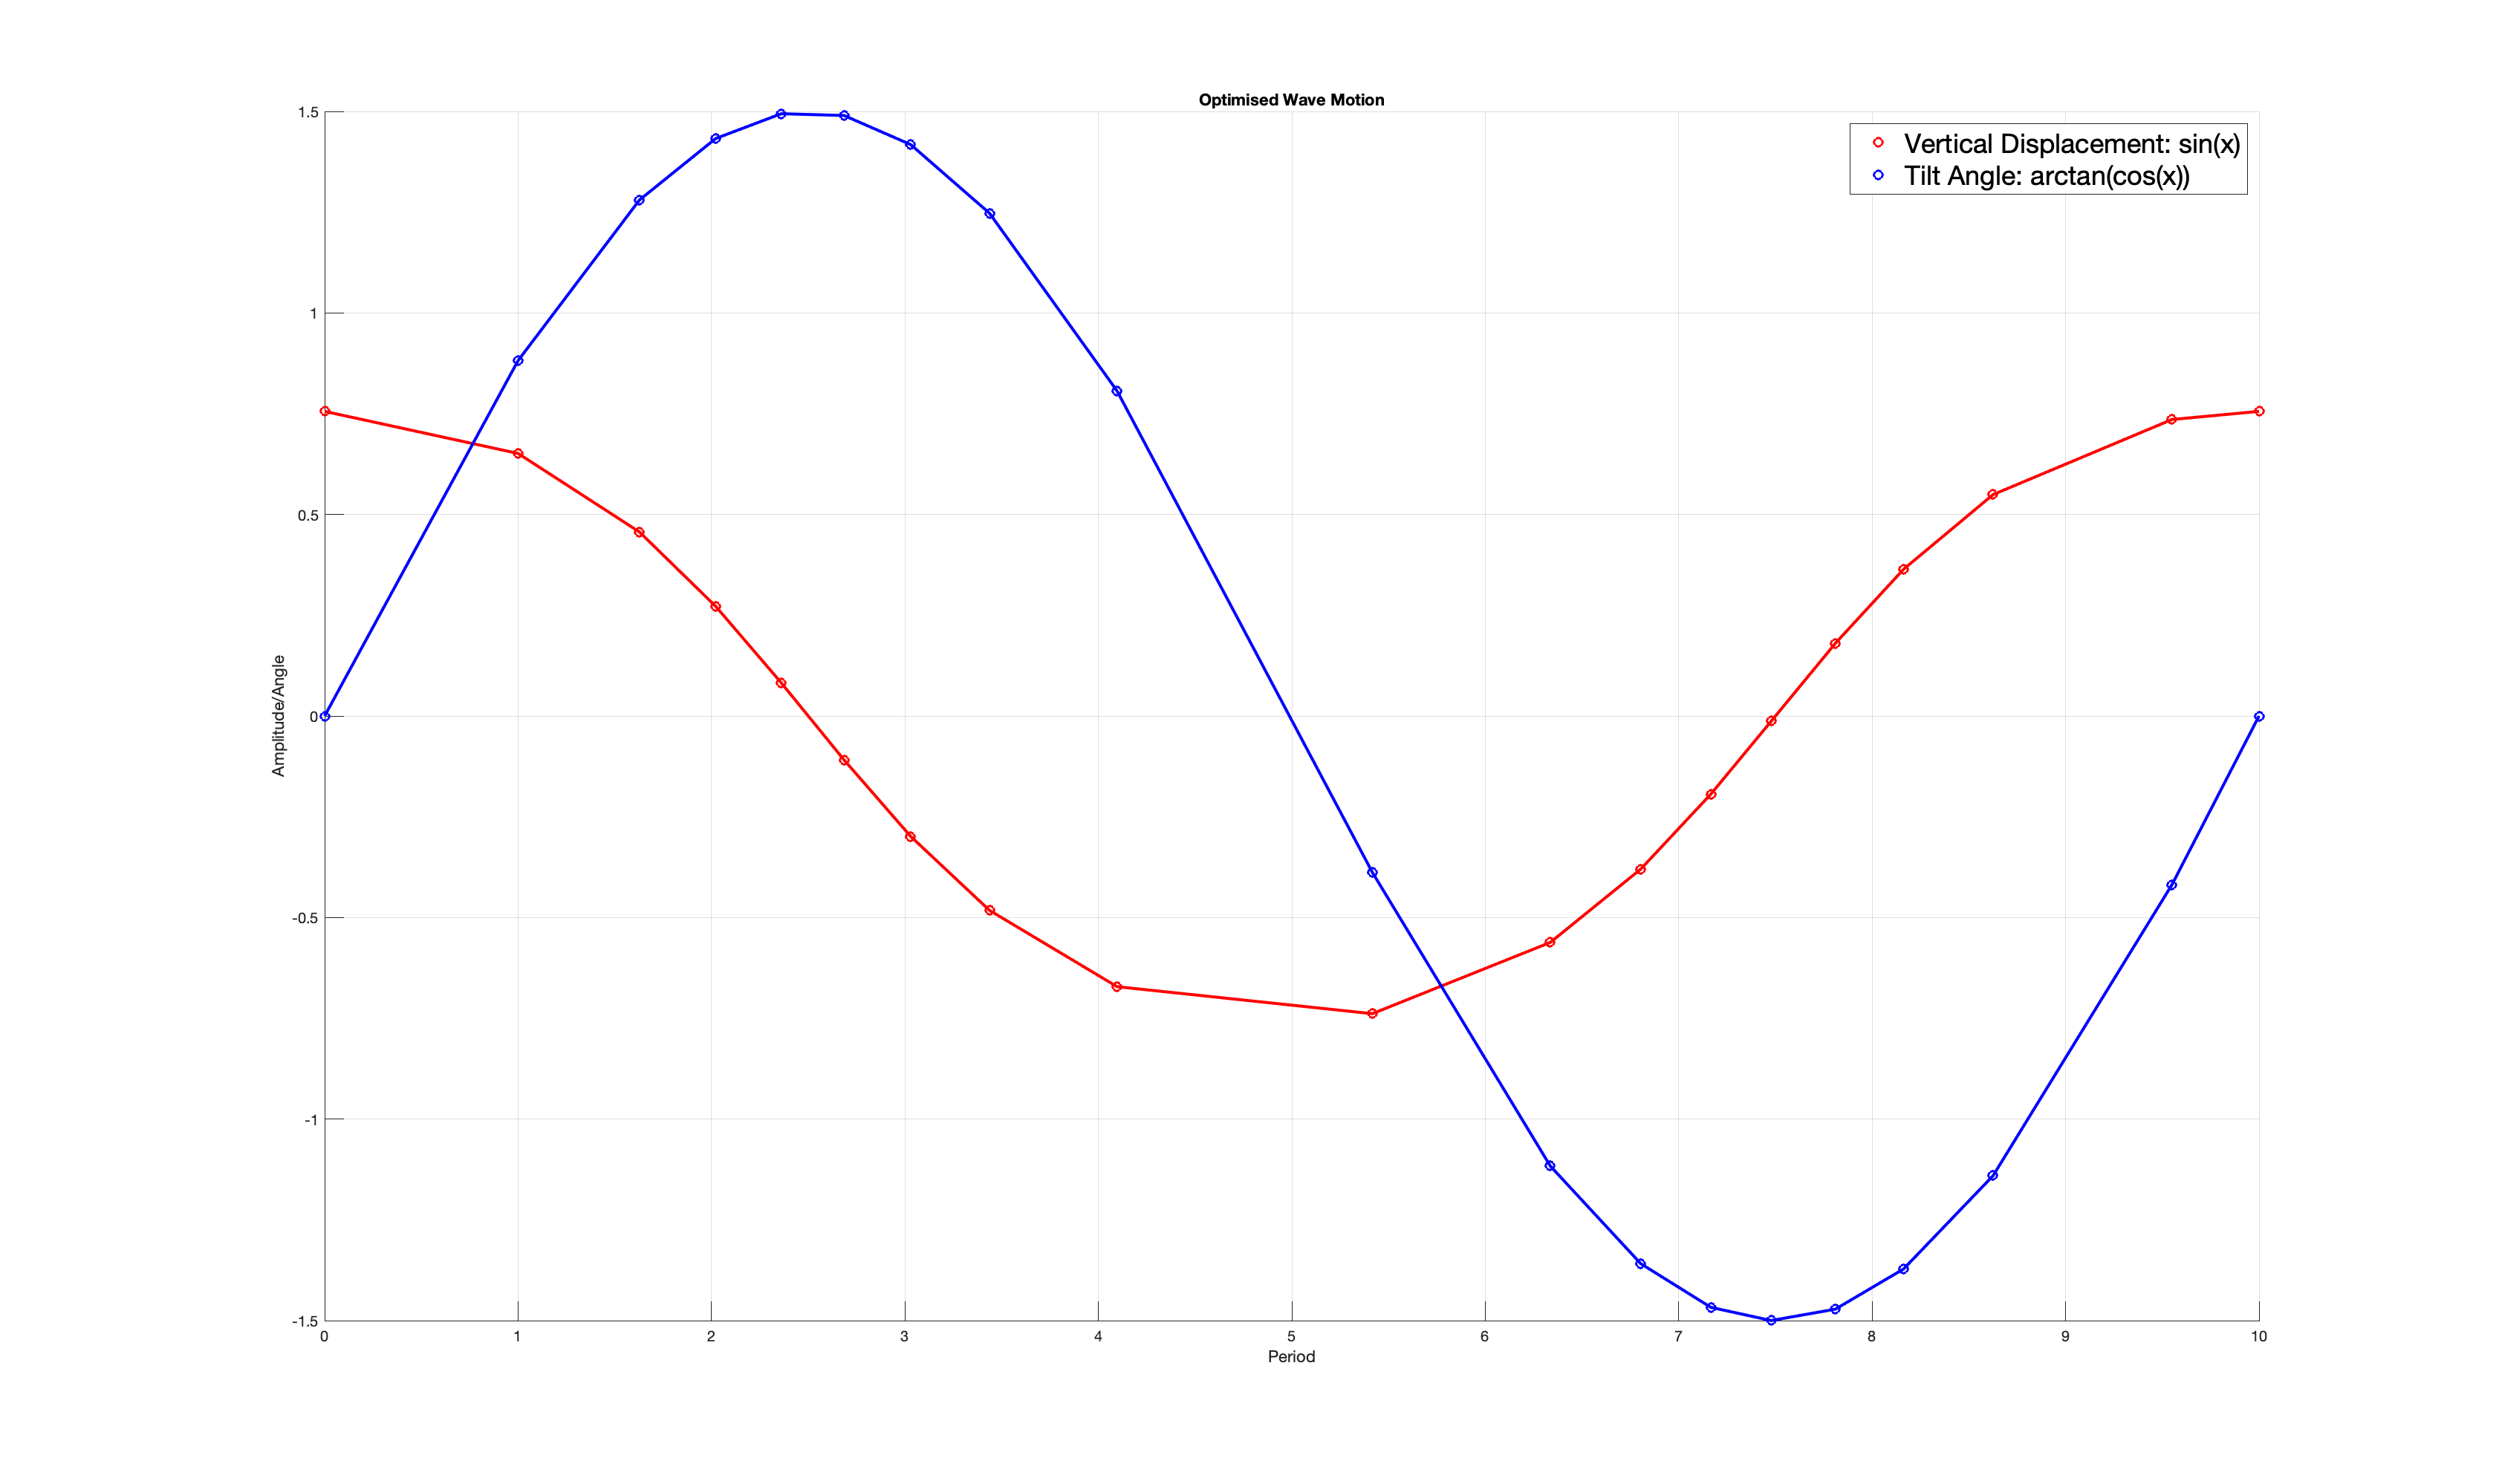 Optimised Wave Motion
Vertical Displacement: sin(x)
Tilt Angle: arctan(cos(x))
1.5
1
0.5
0
-0.5
-1
-1.5
Amplitude/Angle
0 1 2 3 4 5 6 7 8 9 10
Period